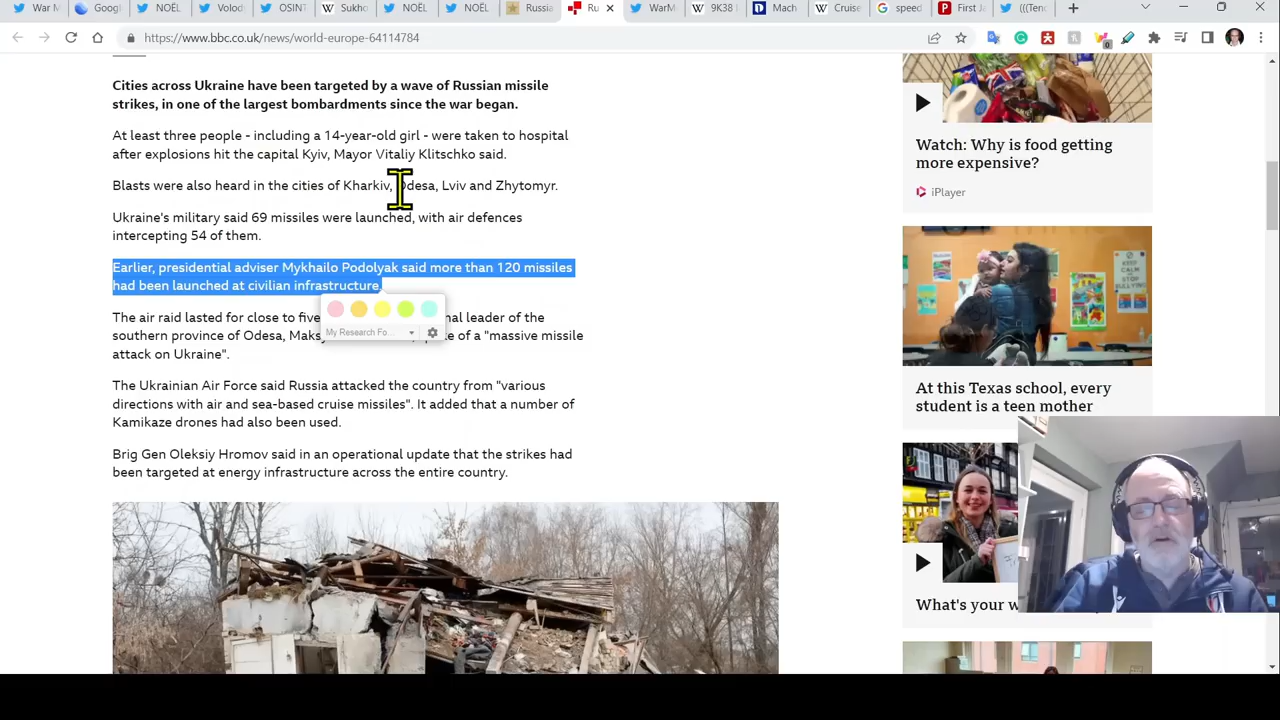 War M
Googl
NOËL
Volod
OSINT
Sukho
NOËL
NOËL
Russia
Ru
WarM
9K38
Mach
Cruise
speed
First Je
(((Tend
https://www.bbc.co.uk/news/world-europe-64114784
Cities across Ukraine have been targeted by a wave of Russian missile
strikes, in one of the largest bombardments since the war began.
At least three people - including a 14-year-old girl - were taken to hospital
after explosions hit the capital Kyiv, Mayor Vitaliy Klitschko said.
Blasts were also heard in the cities of Kharkiv, Odesa, Lviv and Zhytomyr.
Ukraine's military said 69 missiles were launched, with air defences
intercepting 54 of them.
Earlier, presidential adviser Mykhailo Podolyak said more than 120 missiles
had been launched at civilian infrastructure.
My Research Fo...
The air raid lasted for close to five nal leader of the
southern province of Odesa, Maksy e of a "massive missile
attack on Ukraine".
The Ukrainian Air Force said Russia attacked the country from "various
directions with air and sea-based cruise missiles". It added that a number of
Kamikaze drones had also been used.
Brig Gen Oleksiy Hromov said in an operational update that the strikes had
been targeted at energy infrastructure across the entire country.
Watch: Why is food getting
more expensive?
iPlayer
KEEP
CALM
At this Texas school, every
student is a teen mother
What's your w